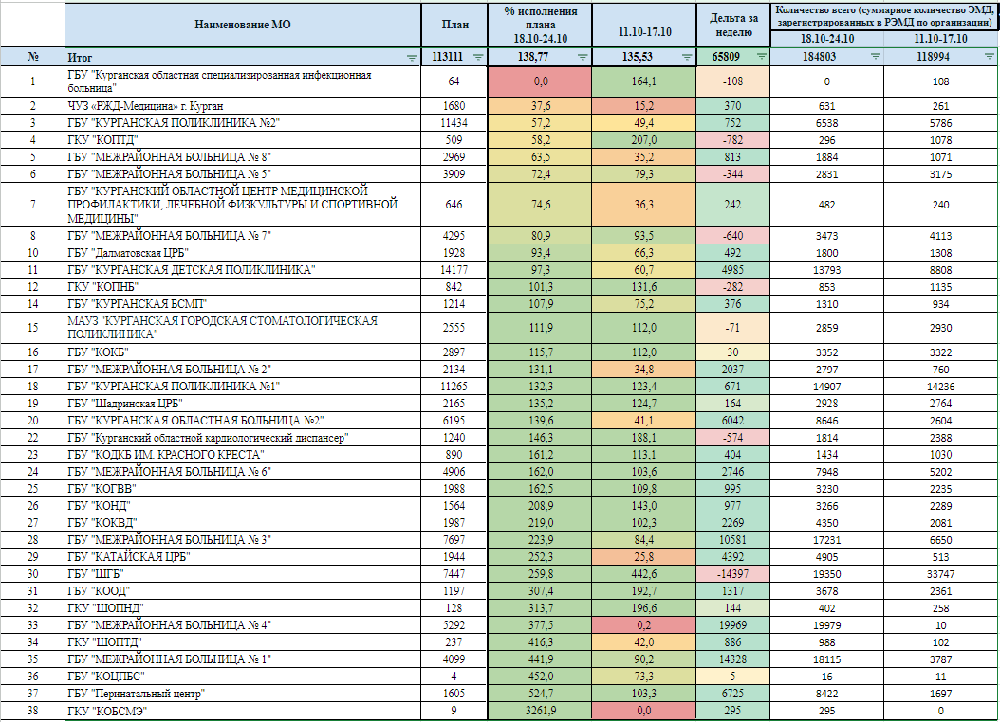 Наименование МО | План | % исполнения плана 18.10-24.10 | 11.10-17.10 | Дельта за неделю | Количество всего (суммарное количество ЭМД, зарегистрированных в РЭМД по организации)
18.10-24.10 | 11.10-17.10
№ | Итог | 113111 | 138,77 | 135,53 | 65809 | 184803 | 118994
1 | ГБУ "Курганская областная специализированная инфекционная больница" | 64 | 0,0 | 164,1 | -108 | 0 | 108
2 | ЧУЗ «РЖД-Медицина» г. Курган | 1680 | 37,6 | 15,2 | 370 | 631 | 261
3 | ГБУ "КУРГАНСКАЯ ПОЛИКЛИНИКА №2" | 11434 | 57,2 | 49,4 | 752 | 6538 | 5786
4 | ГКУ "КОПТД" | 509 | 58,2 | 207,0 | -782 | 296 | 1078
5 | ГБУ "МЕЖРАЙОННАЯ БОЛЬНИЦА № 8" | 2969 | 63,5 | 35,2 | 813 | 1884 | 1071
6 | ГБУ "МЕЖРАЙОННАЯ БОЛЬНИЦА № 5" | 3909 | 72,4 | 79,3 | -344 | 2831 | 3175
7 | ГБУ "КУРГАНСКИЙ ОБЛАСТНОЙ ЦЕНТР МЕДИЦИНСКОЙ ПРОФИЛАКТИКИ, ЛЕЧЕБНОЙ ФИЗКУЛЬТУРЫ И СПОРТИВНОЙ МЕДИЦИНЫ" | 646 | 74,6 | 36,3 | 242 | 482 | 240
8 | ГБУ "МЕЖРАЙОННАЯ БОЛЬНИЦА № 7" | 4295 | 80,9 | 93,5 | -640 | 3473 | 4113
10 | ГБУ "Далматовская ЦРБ" | 1928 | 93,4 | 66,3 | 492 | 1800 | 1308
11 | ГБУ "КУРГАНСКАЯ ДЕТСКАЯ ПОЛИКЛИНИКА" | 14177 | 97,3 | 60,7 | 4985 | 13793 | 8808
12 | ГКУ "КОПНБ" | 842 | 101,3 | 131,6 | -282 | 853 | 1135
14 | ГБУ "КУРГАНСКАЯ БСМП" | 1214 | 107,9 | 75,2 | 376 | 1310 | 934
15 | МАУЗ "КУРГАНСКАЯ ГОРОДСКАЯ СТОМАТОЛОГИЧЕСКАЯ ПОЛИКЛИНИКА" | 2555 | 111,9 | 112,0 | -71 | 2859 | 2930
16 | ГБУ "КОКБ" | 2897 | 115,7 | 112,0 | 30 | 3352 | 3322
17 | ГБУ "МЕЖРАЙОННАЯ БОЛЬНИЦА № 2" | 2134 | 131,1 | 34,8 | 2037 | 2797 | 760
18 | ГБУ "КУРГАНСКАЯ ПОЛИКЛИНИКА №1" | 11265 | 132,3 | 123,4 | 671 | 14907 | 14236
19 | ГБУ "Шадринская ЦРБ" | 2165 | 135,2 | 124,7 | 164 | 2928 | 2764
20 | ГБУ "КУРГАНСКАЯ ОБЛАСТНАЯ БОЛЬНИЦА №2" | 6195 | 139,6 | 41,1 | 6042 | 8646 | 2604
22 | ГБУ "Курганский областной кардиологический диспансер" | 1240 | 146,3 | 188,1 | -574 | 1814 | 2388
23 | ГБУ "КОДКБ ИМ. КРАСНОГО КРЕСТА" | 890 | 161,2 | 113,1 | 404 | 1434 | 1030
24 | ГБУ "МЕЖРАЙОННАЯ БОЛЬНИЦА № 6" | 4906 | 162,0 | 103,6 | 2746 | 7948 | 5202
25 | ГБУ "КОГВВ" | 1988 | 162,5 | 109,8 | 995 | 3230 | 2235
26 | ГБУ "КОНД" | 1564 | 208,9 | 143,0 | 977 | 3266 | 2289
27 | ГБУ "КОКВД" | 1987 | 219,0 | 102,3 | 2269 | 4350 | 2081
28 | ГБУ "МЕЖРАЙОННАЯ БОЛЬНИЦА № 3" | 7697 | 223,9 | 84,4 | 10581 | 17231 | 6650
29 | ГБУ "КАТАЙСКАЯ ЦРБ" | 1944 | 252,3 | 25,8 | 4392 | 4905 | 513
30 | ГБУ "ШГБ" | 7447 | 259,8 | 442,6 | -14397 | 19350 | 33747
31 | ГБУ "КООД" | 1197 | 307,4 | 192,7 | 1317 | 3678 | 2361
32 | ГКУ "ШОПНД" | 128 | 313,7 | 196,6 | 144 | 402 | 258
33 | ГБУ "МЕЖРАЙОННАЯ БОЛЬНИЦА № 4" | 5292 | 377,5 | 0,2 | 19969 | 19979 | 10
34 | ГКУ "ШОПТД" | 237 | 416,3 | 42,0 | 886 | 988 | 102
35 | ГБУ "МЕЖРАЙОННАЯ БОЛЬНИЦА № 1" | 4099 | 441,9 | 90,2 | 14328 | 18115 | 3787
36 | ГБУ "КОЦПБС" | 4 | 452,0 | 73,3 | 5 | 16 | 11
37 | ГБУ "Перинатальный центр" | 1605 | 524,7 | 103,3 | 6725 | 8422 | 1697
38 | ГКУ "КОБСМЭ" | 9 | 3261,9 | 0,0 | 295 | 295 | 0